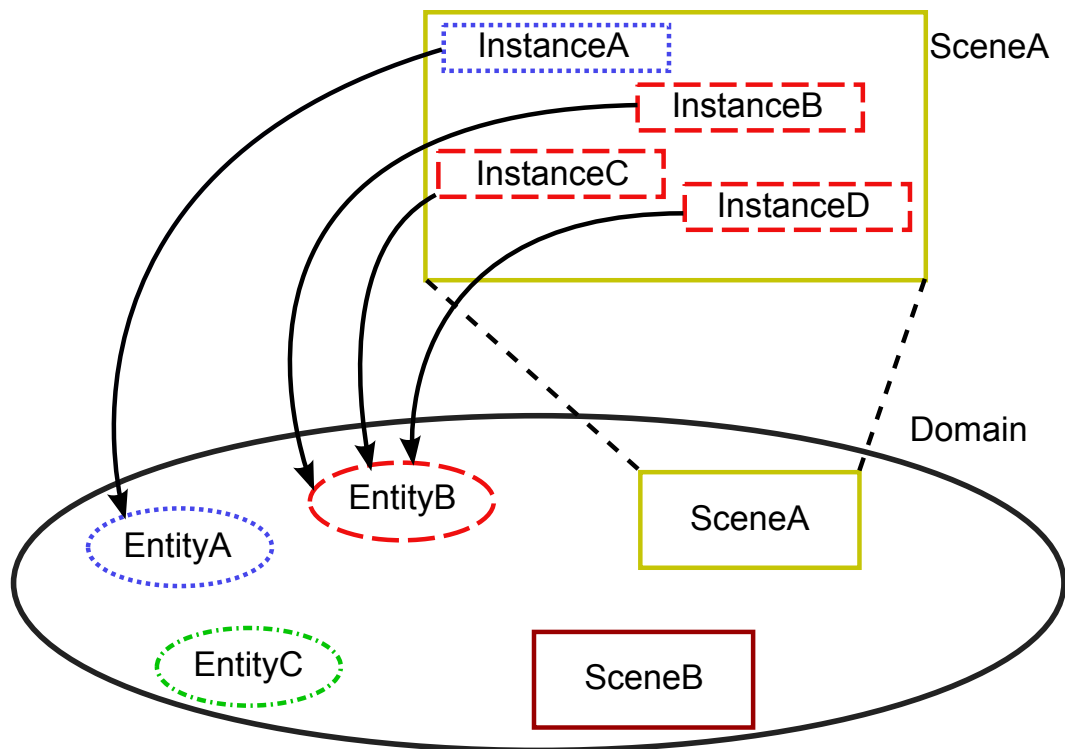 InstanceA
SceneA
InstanceB
InstanceC
InstanceD
Domain
EntityB
SceneA
EntityA
EntityC
SceneB